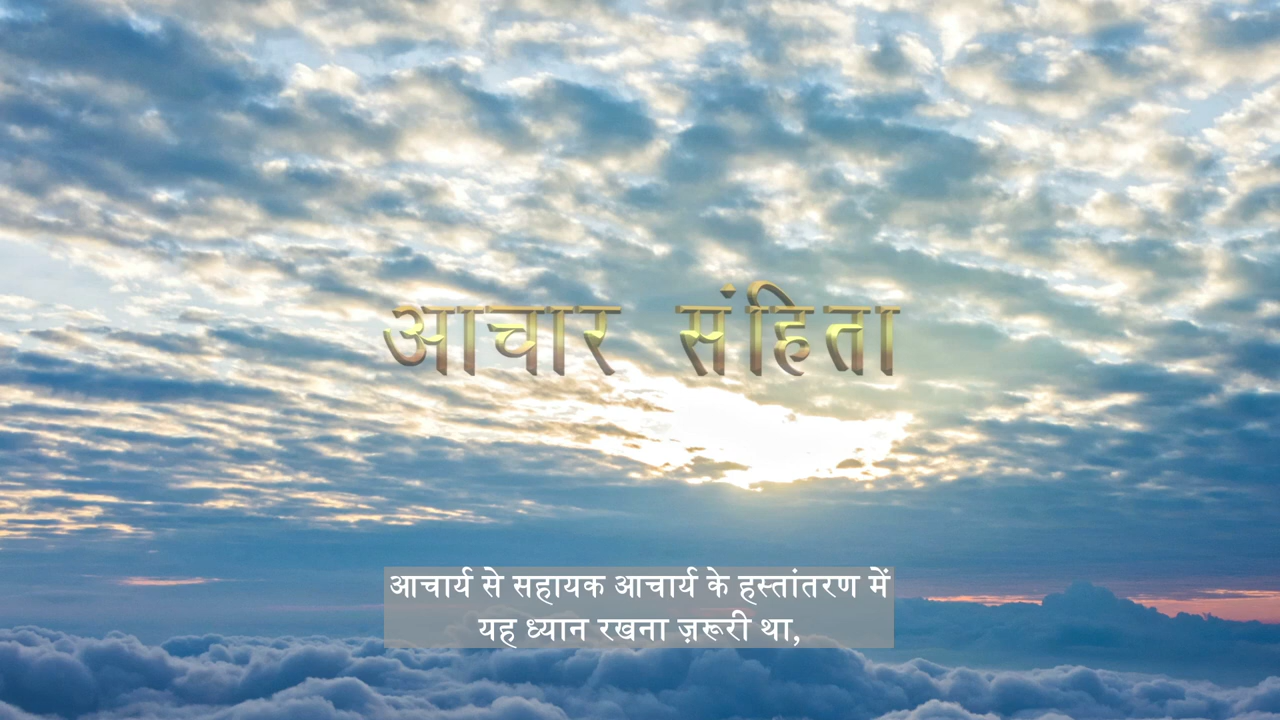 आचार संहिता
आचार्य से सहायक आचार्य के हस्तांतरण में
यह ध्यान रखना ज़रूरी था,